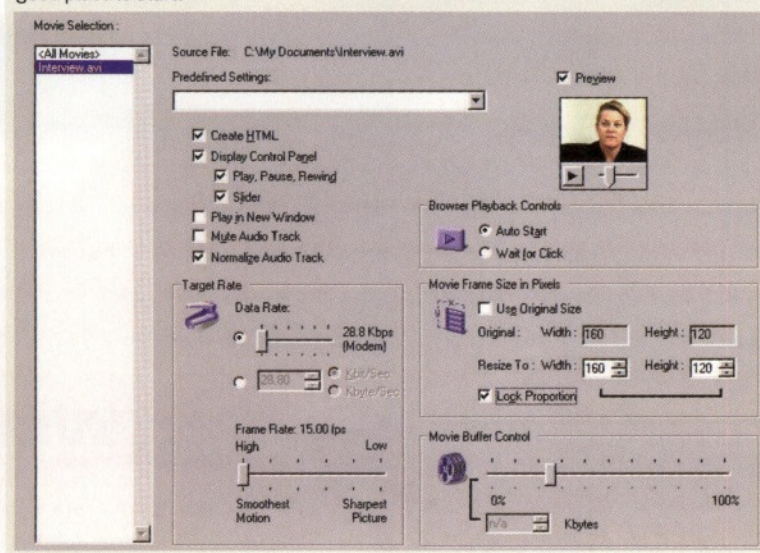 Movie Selection :
<All Movies>
Interview.avi
Source File: C:\My Documents\Interview.avi
Predefined Settings:
Preview
Create HTML
Display Control Panel
Play, Pause, Rewind
Slider
Play in New Window
Mute Audio Track
Normalize Audio Track
Browser Playback Controls
Auto Start
Wait for Click
Target Rate
Data Rate:
28.8 Kbps
(Modem)
28.80
Kbit/Sec
Kbyte/Sec
Frame Rate: 15.00 fps
High Low
Smoothest Motion
Sharpest Picture
Movie Frame Size in Pixels
Use Original Size
Original : Width : 160 Height : 120
Resize To : Width : 160 Height : 120
Lock Proportion
Movie Buffer Control
0% 100%
n/a Kbytes